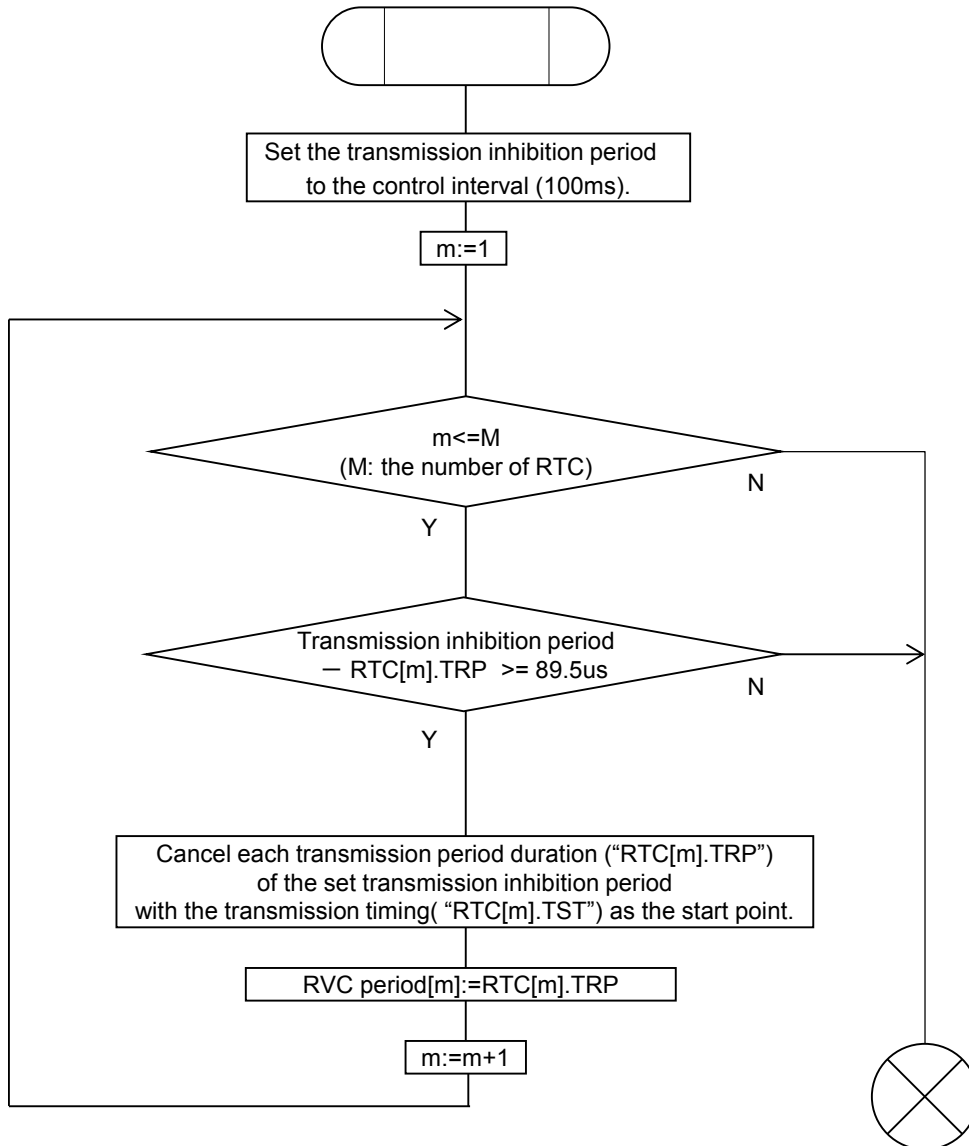 Set the transmission inhibition period
to the control interval (100ms).
m:=1
m<=M
(M: the number of RTC)
N
Y
Transmission inhibition period
－ RTC[m].TRP >= 89.5us
N
Y
Cancel each transmission period duration (“RTC[m].TRP”)
of the set transmission inhibition period
with the transmission timing( “RTC[m].TST”) as the start point.
RVC period[m]:=RTC[m].TRP
m:=m+1